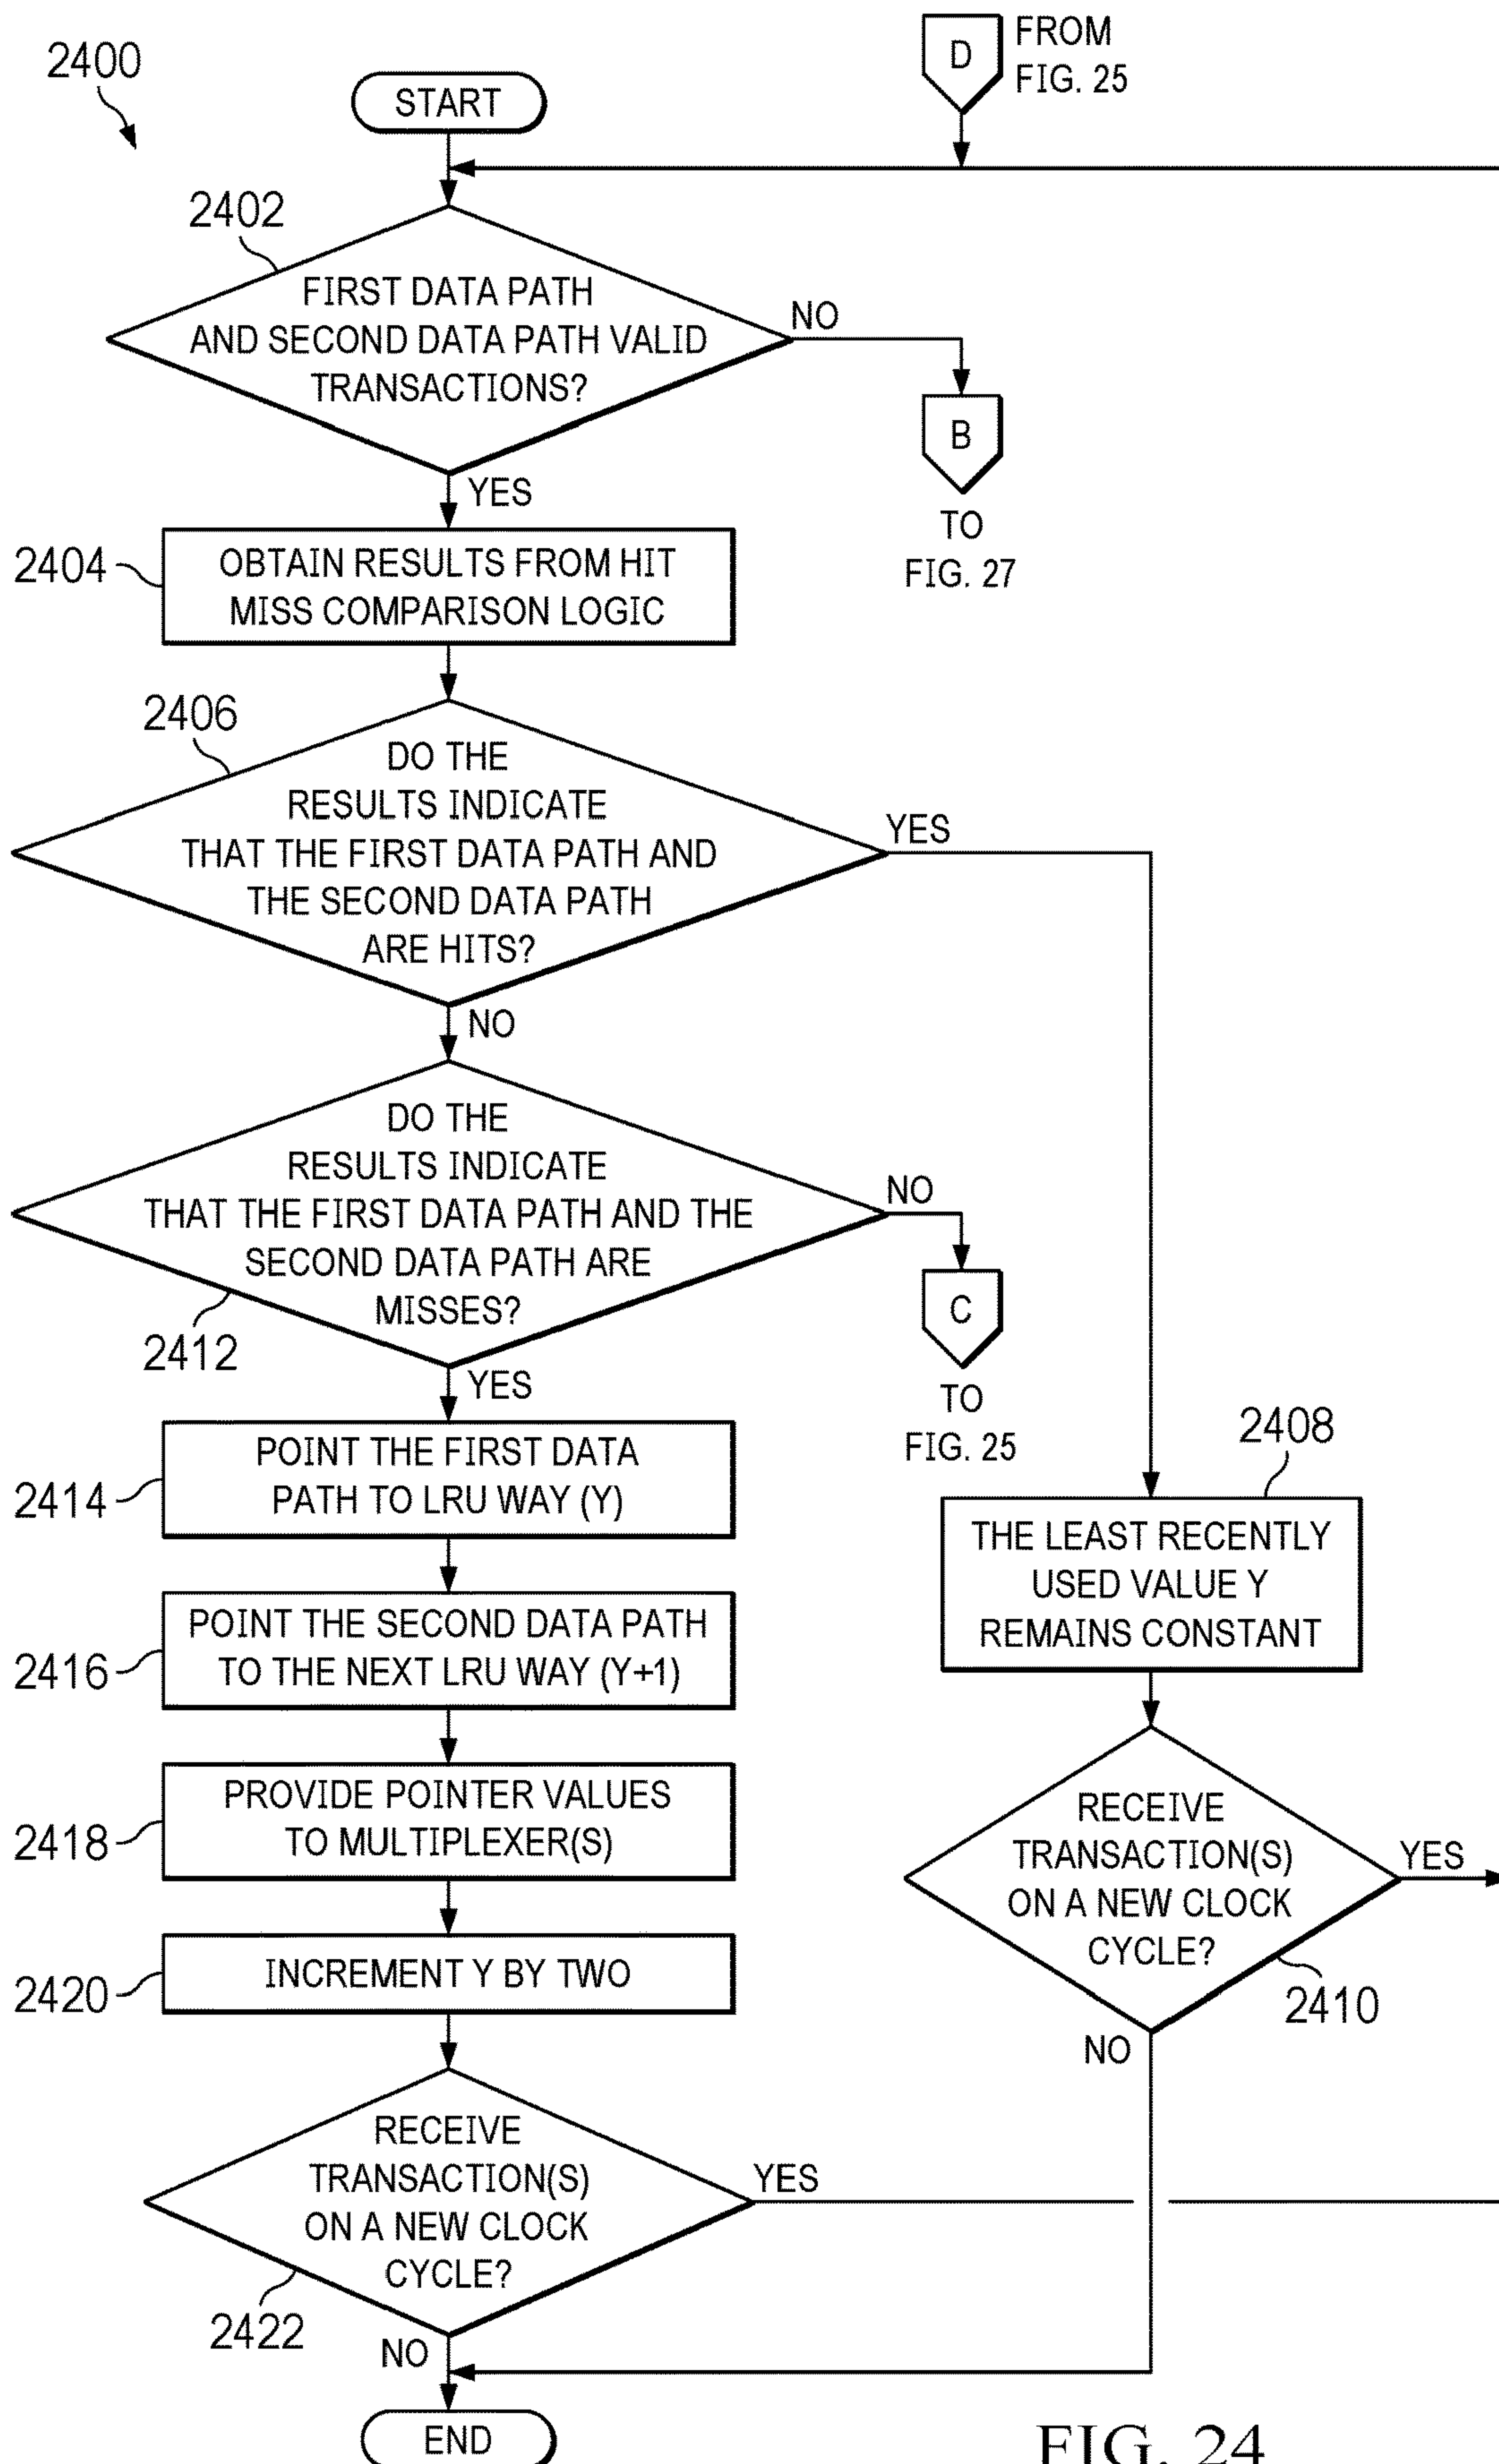 2400
START
D
FROM
FIG. 25
2402
FIRST DATA PATH
AND SECOND DATA PATH VALID
TRANSACTIONS?
NO
B
TO
FIG. 27
YES
2404
OBTAIN RESULTS FROM HIT
MISS COMPARISON LOGIC
2406
DO THE
RESULTS INDICATE
THAT THE FIRST DATA PATH AND
THE SECOND DATA PATH
ARE HITS?
YES
NO
DO THE
RESULTS INDICATE
THAT THE FIRST DATA PATH AND THE
SECOND DATA PATH ARE
MISSES?
NO
C
TO
FIG. 25
2412
YES
2414
POINT THE FIRST DATA
PATH TO LRU WAY (Y)
2408
THE LEAST RECENTLY
USED VALUE Y
REMAINS CONSTANT
2416
POINT THE SECOND DATA PATH
TO THE NEXT LRU WAY (Y+1)
2418
PROVIDE POINTER VALUES
TO MULTIPLEXER(S)
RECEIVE
TRANSACTION(S)
ON A NEW CLOCK
CYCLE?
YES
2410
NO
2420
INCREMENT Y BY TWO
RECEIVE
TRANSACTION(S)
ON A NEW CLOCK
CYCLE?
YES
2422
NO
END
FIG. 24